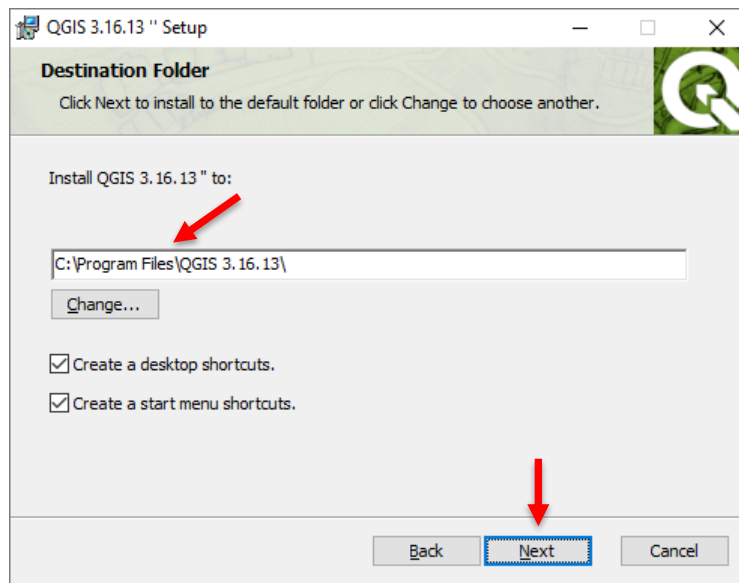 QGIS 3.16.13 '' Setup
Destination Folder
Click Next to install to the default folder or click Change to choose another.
Install QGIS 3.16.13 '' to:
C:\Program Files\QGIS 3.16.13\
Change...
Create a desktop shortcuts.
Create a start menu shortcuts.
Back Next Cancel